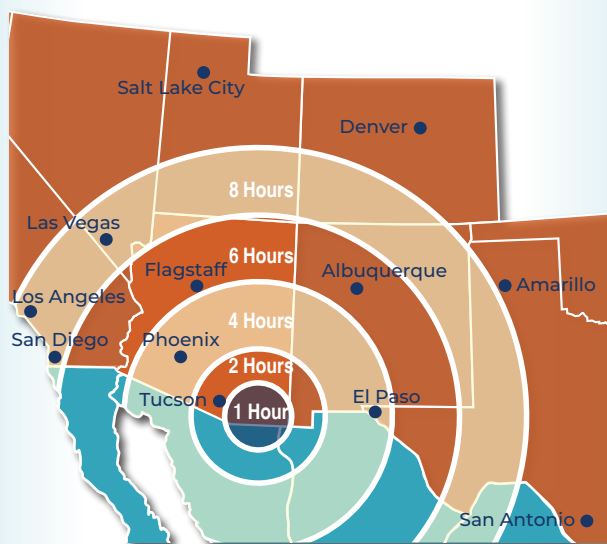 Salt Lake City
Denver
8 Hours
Las Vegas
6 Hours
Flagstaff
Albuquerque
Amarillo
Los Angeles
4 Hours
San Diego
Phoenix
2 Hours
Tucson
1 Hour
El Paso
San Antonio